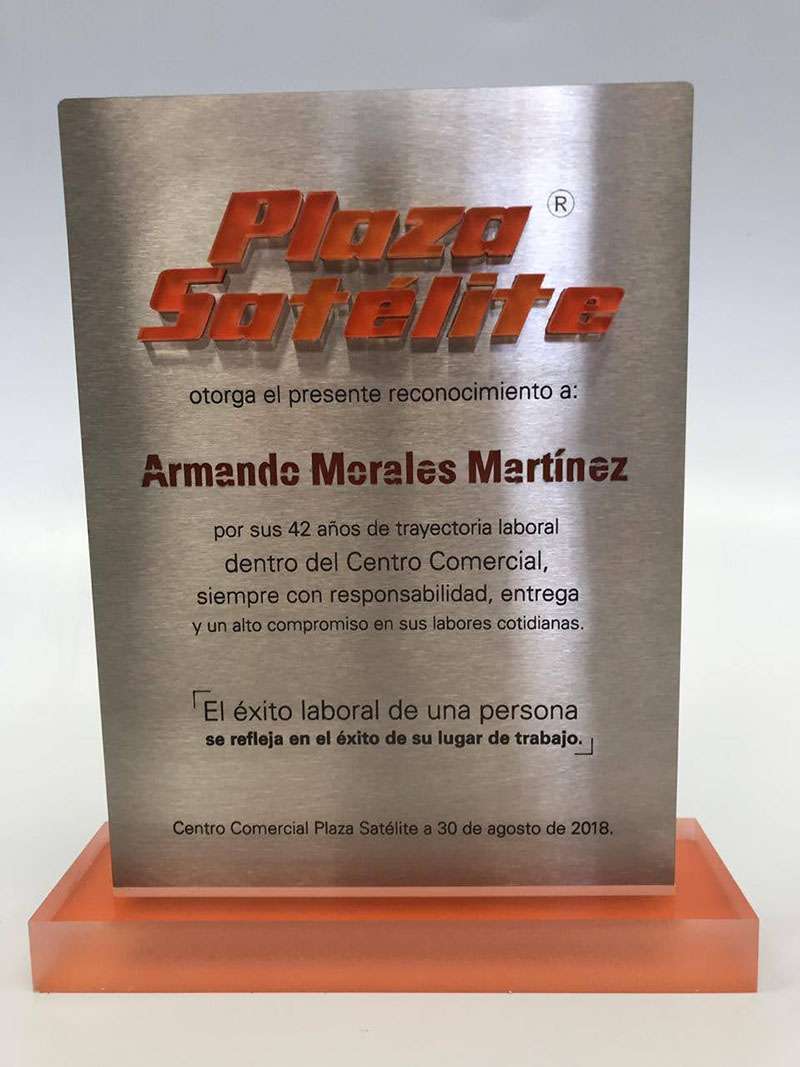 Plaza ®
Satélite
otorga el presente reconocimiento a:
Armando Morales Martínez
por sus 42 años de trayectoria laboral
dentro del Centro Comercial,
siempre con responsabilidad, entrega
y un alto compromiso en sus labores cotidianas.
El éxito laboral de una persona
se refleja en el éxito de su lugar de trabajo.
Centro Comercial Plaza Satélite a 30 de agosto de 2018.